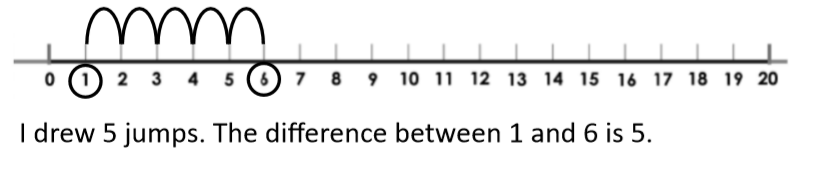 0 1 2 3 4 5 6 7 8 9 10 11 12 13 14 15 16 17 18 19 20
I drew 5 jumps. The difference between 1 and 6 is 5.